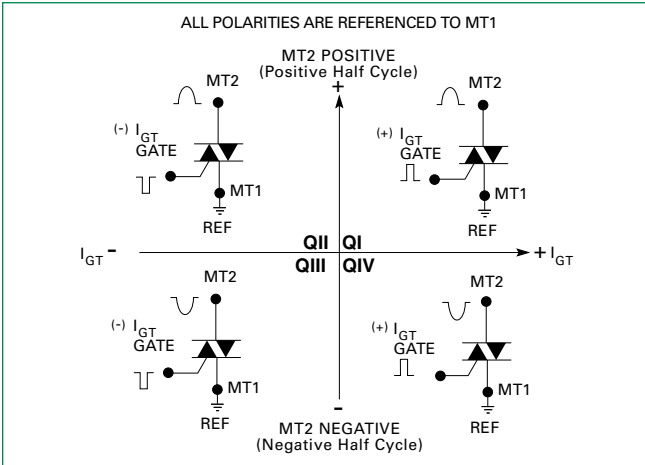 ALL POLARITIES ARE REFERENCED TO MT1
MT2 POSITIVE
(Positive Half Cycle)
+
MT2
(-) IGT
GATE
MT1
REF
MT2
(+) IGT
GATE
MT1
REF
IGT -
QII QI
QIII QIV
+ IGT
MT2
(-) IGT
GATE
MT1
REF
MT2
(+) IGT
GATE
MT1
REF
-
MT2 NEGATIVE
(Negative Half Cycle)